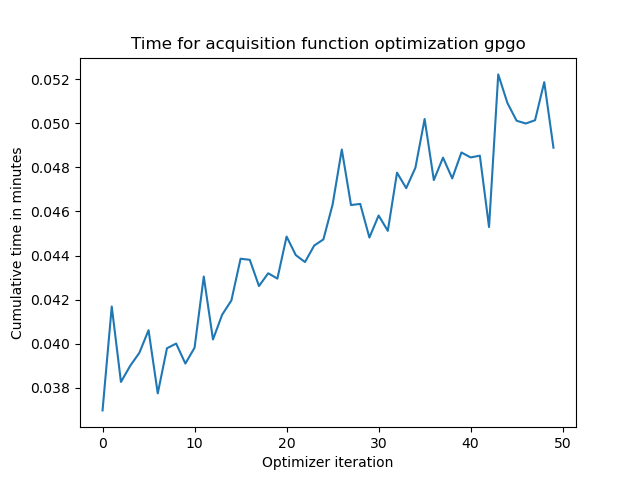 Time for acquisition function optimization gpgo
0.052
0.050
0.048
0.046
0.044
0.042
0.040
0.038
Cumulative time in minutes
0 10 20 30 40 50
Optimizer iteration